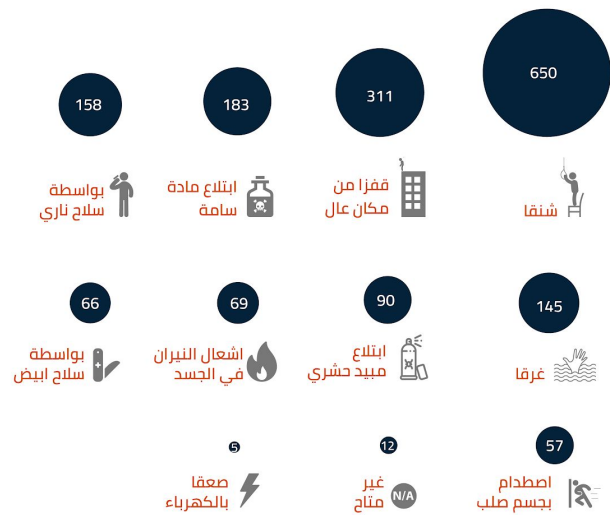 650
311
183
158
شنقا
قفزا من
مكان عال
ابتلاع مادة
سامة
بواسطة
سلاح ناري
145
90
69
66
غرقا
ابتلاع
مبيد حشري
اشعال النيران
في الجسد
بواسطة
سلاح ابيض
57
12
5
اصطدام
بجسم صلب
غير
متاح
N/A
صعقا
بالكهرباء